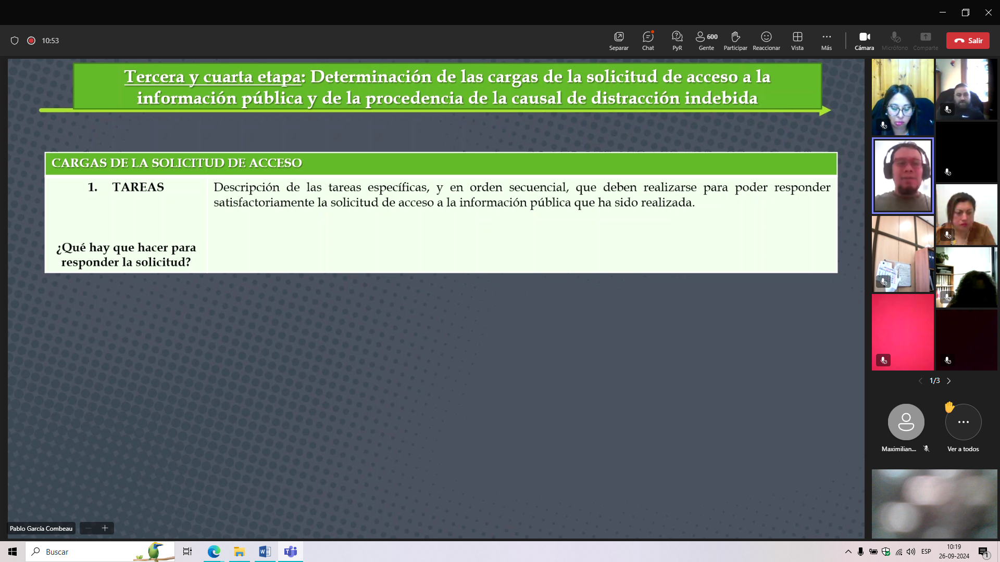 10:53
Separar
Chat
PyR
600
Gente
Participar
Reaccionar
Vista
Más
Cámara
Micrófono
Comparte
Salir
Tercera y cuarta etapa: Determinación de las cargas de la solicitud de acceso a la
información pública y de la procedencia de la causal de distracción indebida
CARGAS DE LA SOLICITUD DE ACCESO
1. TAREAS
¿Qué hay que hacer para
responder la solicitud?
Descripción de las tareas específicas, y en orden secuencial, que deben realizarse para poder responder
satisfactoriamente la solicitud de acceso a la información pública que ha sido realizada.
1/3
Maximilian...
Ver a todos
Pablo García Combeau
Buscar
ESP
10:19
26-09-2024
1